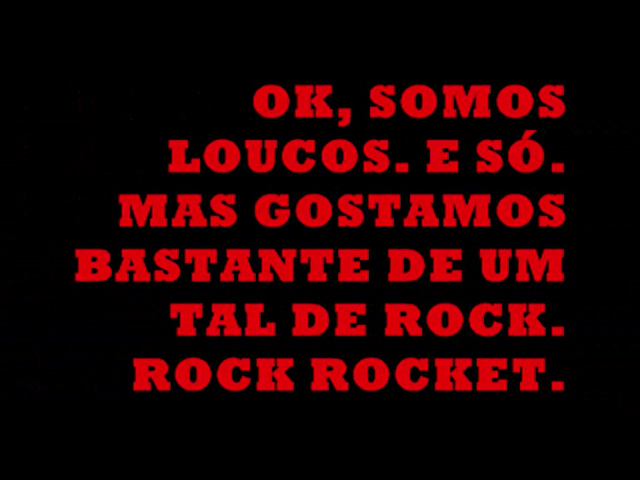 OK, SOMOS
LOUCOS. E SÓ.
MAS GOSTAMOS
BASTANTE DE UM
TAL DE ROCK.
ROCK ROCKET.